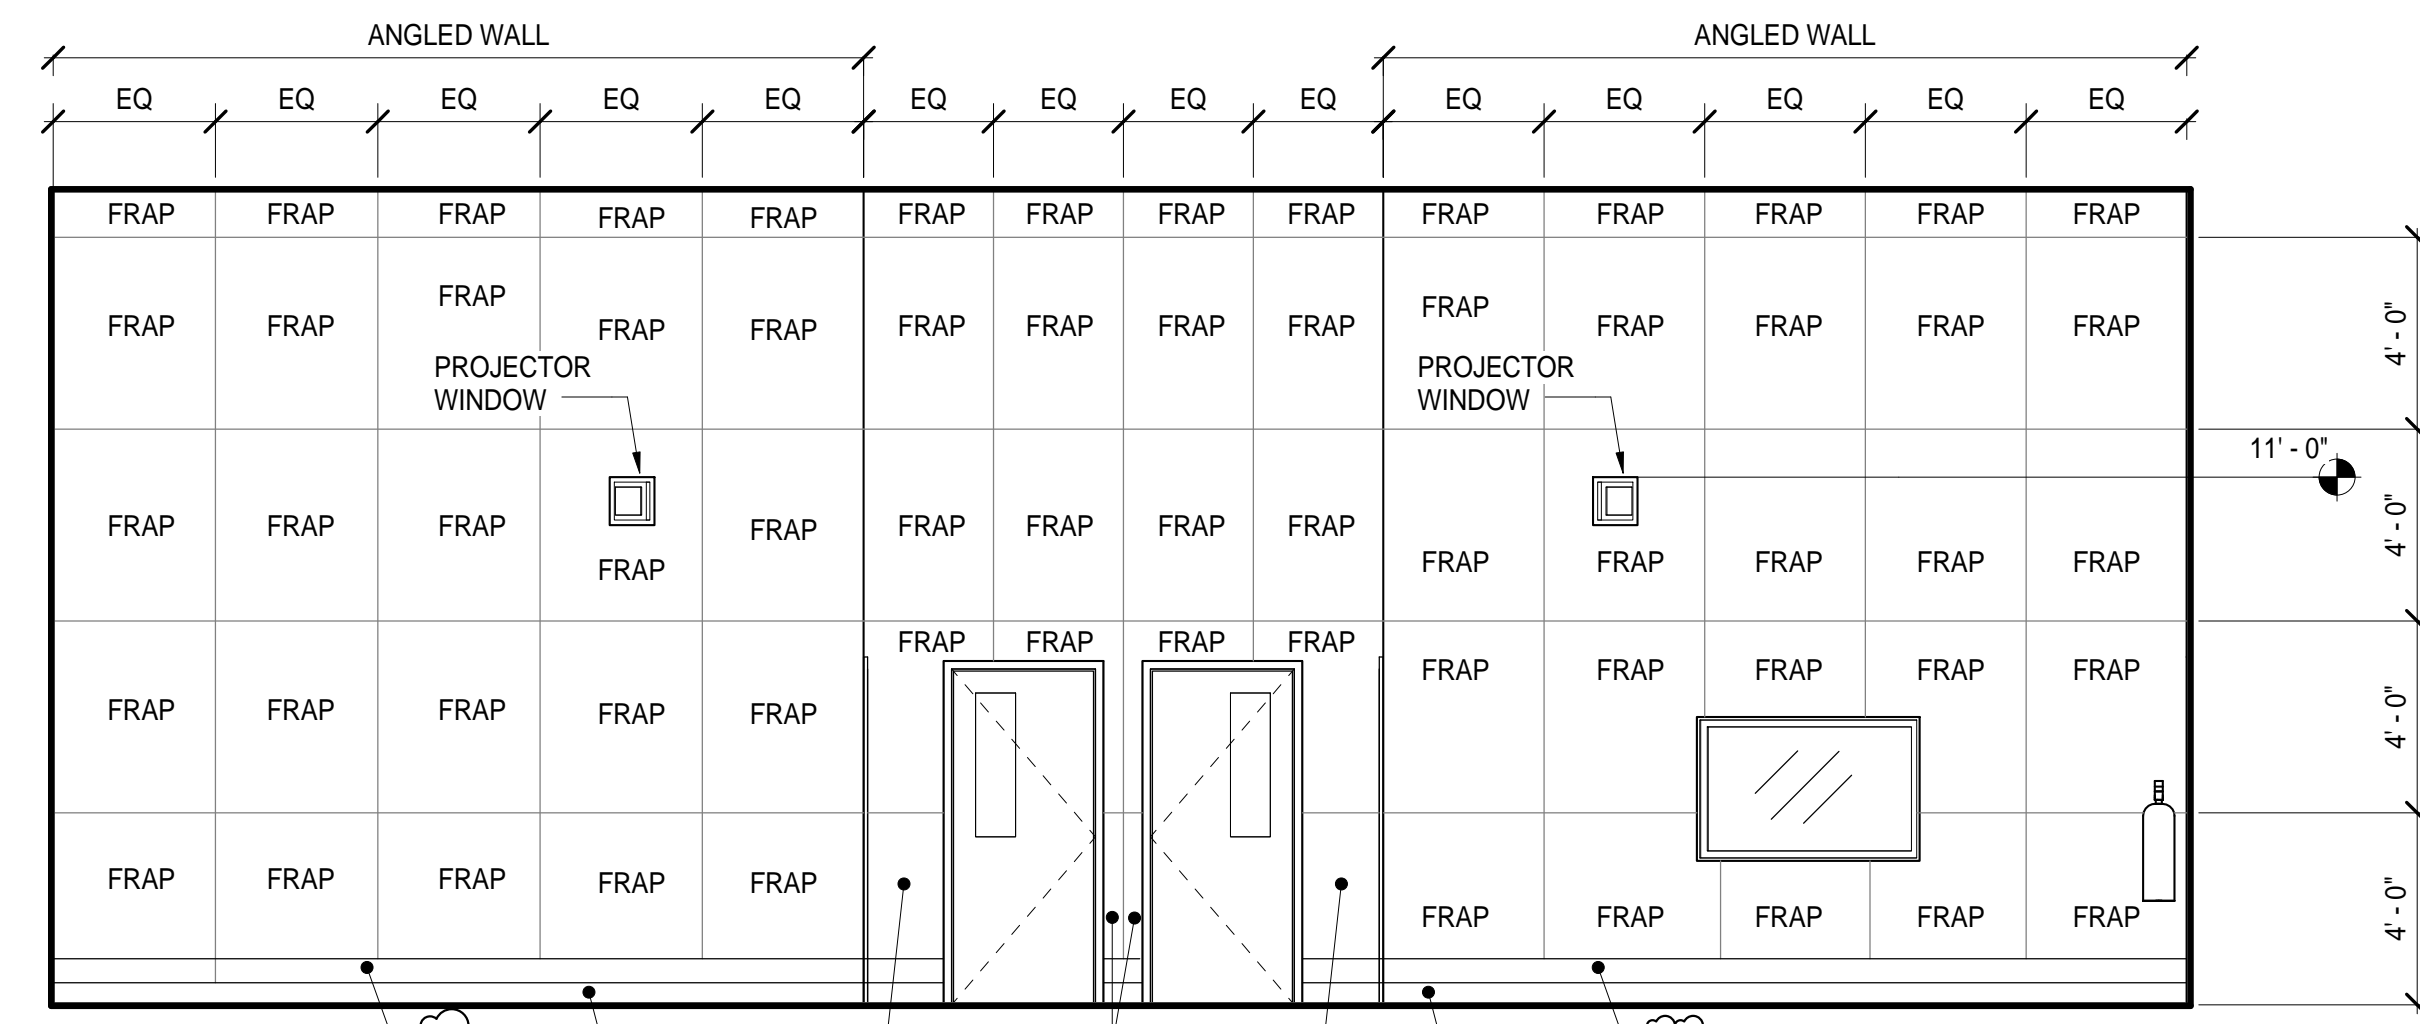 ANGLED WALL ANGLED WALL
EQ EQ EQ EQ EQ EQ EQ EQ EQ EQ EQ EQ EQ EQ
FRAP FRAP FRAP FRAP FRAP FRAP FRAP FRAP FRAP FRAP FRAP FRAP FRAP FRAP
FRAP FRAP FRAP FRAP FRAP FRAP FRAP FRAP FRAP FRAP FRAP FRAP FRAP FRAP
4' - 0"
PROJECTOR
WINDOW
PROJECTOR
WINDOW
11' - 0"
FRAP FRAP FRAP FRAP FRAP FRAP FRAP FRAP FRAP FRAP FRAP FRAP FRAP FRAP
4' - 0"
FRAP FRAP FRAP FRAP
FRAP FRAP FRAP FRAP FRAP FRAP FRAP FRAP FRAP FRAP
4' - 0"
FRAP FRAP FRAP FRAP FRAP FRAP FRAP FRAP FRAP FRAP
4' - 0"